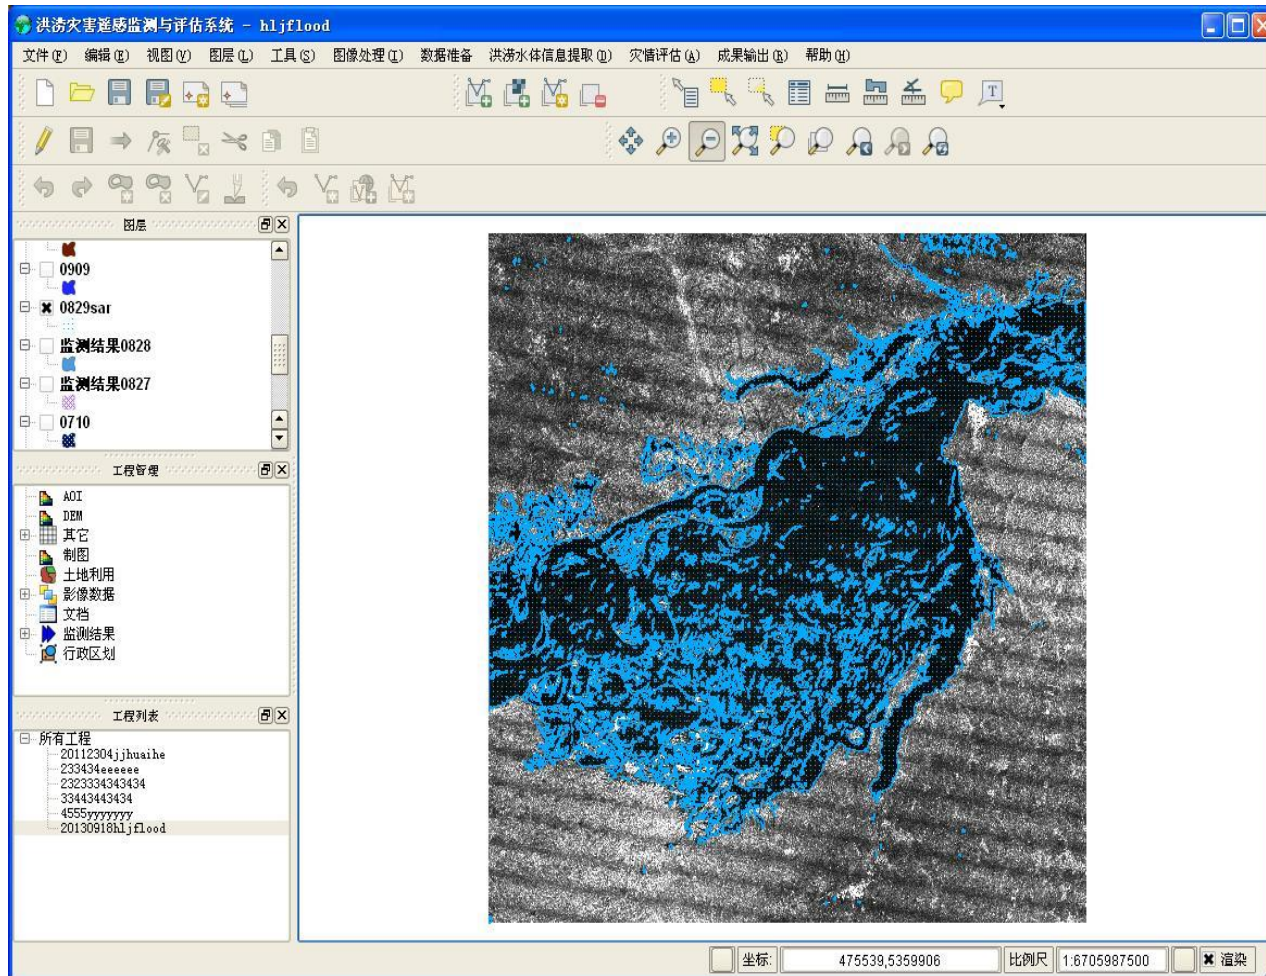 洪涝灾害遥感监测与评估系统 - hljflood
文件(F) 编辑(E) 视图(V) 图层(L) 工具(S) 图像处理(I) 数据准备 洪涝水体信息提取(D) 灾情评估(A) 成果输出(R) 帮助(H)
T
图层
0909
0829sar
监测结果0828
监测结果0827
0710
工程管理
AOI
DEM
其它
制图
土地利用
影像数据
文档
监测结果
行政区划
工程列表
所有工程
20112304jjhuaihe
233434eeeeee
2323334343434
33443443434
4555yyyyyyy
20130918hljflood
坐标: 475539,5359906 比例尺 1:6705987500 渲染